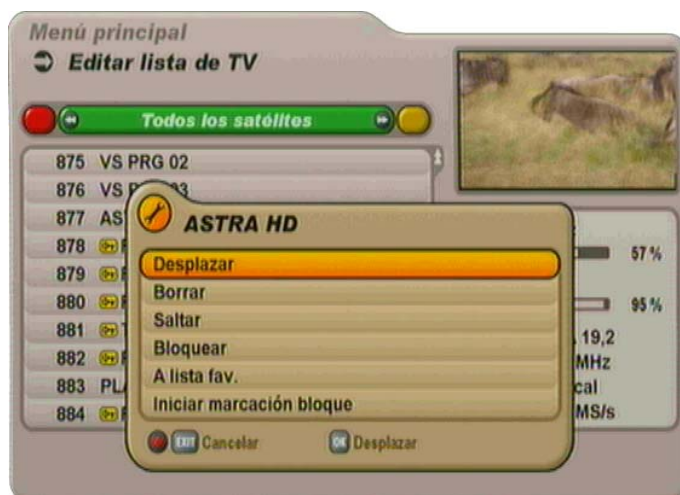 Menú principal
Editar lista de TV
Todos los satélites
875 VS PRG 02
876 VS
877 AS
878
879
880
881
882
883 PL
884
ASTRA HD
Desplazar
Borrar
Saltar
Bloquear
A lista fav.
Iniciar marcación bloque
EXIT Cancelar
OK Desplazar
57 %
95 %
19,2
MHz
cal
MS/s